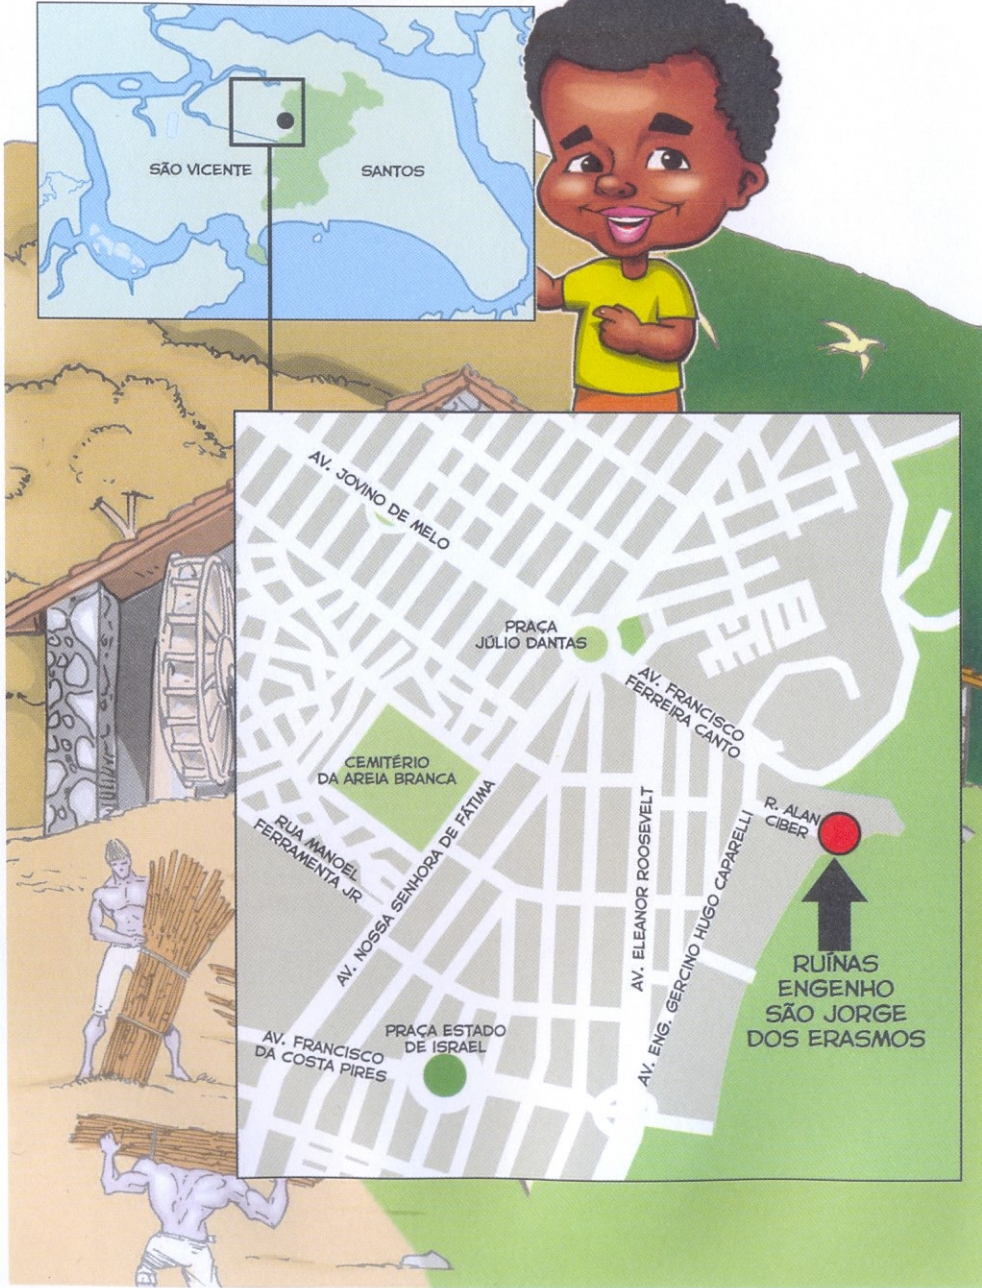 SÃO VICENTE
SANTOS
AV. JOVINO DE MELO
PRAÇA
JÚLIO DANTAS
AV. FRANCISCO
FERREIRA CANTO
CEMITÉRIO
DA AREIA BRANCA
R. ALAN
CIBER
RUA MANOEL
FERRAMENTA JR
AV. NOSSA SENHORA DE FÁTIMA
AV. ELEANOR ROOSEVELT
AV. ENG. GERCINO HUGO CAPARELLI
RUÍNAS
ENGENHO
SÃO JORGE
DOS ERASMOS
PRAÇA ESTADO
DE ISRAEL
AV. FRANCISCO
DA COSTA PIRES